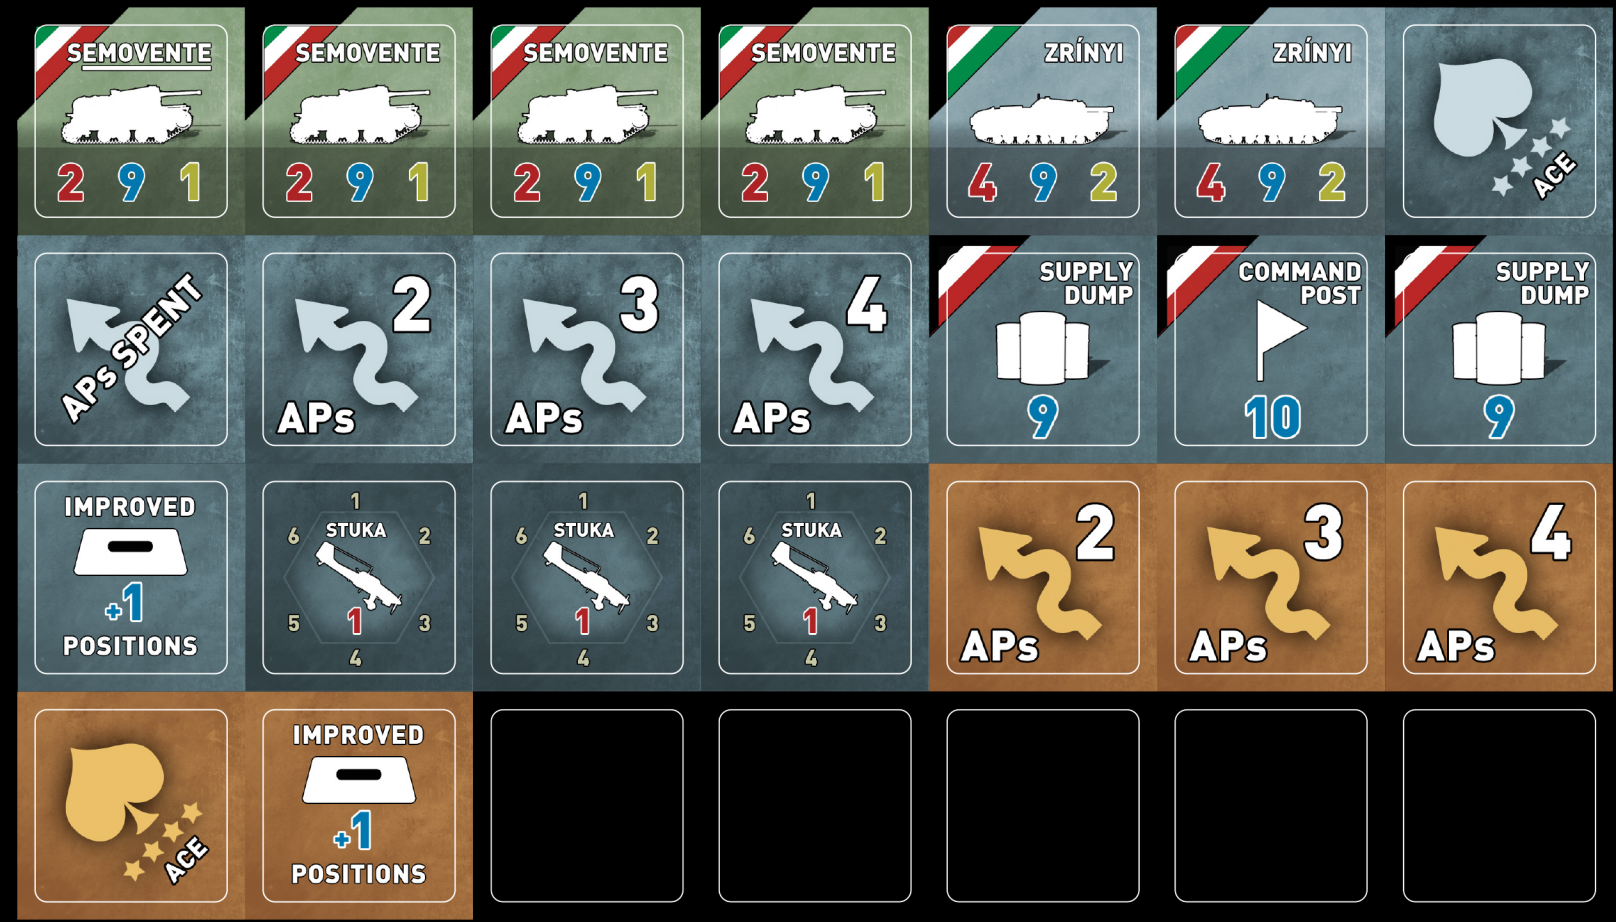 SEMOVENTE
2 9 1
SEMOVENTE
2 9 1
SEMOVENTE
2 9 1
SEMOVENTE
2 9 1
ZRÍNYI
4 9 2
ZRÍNYI
4 9 2
ACE
APs SPENT
2
APs
3
APs
4
APs
SUPPLY
DUMP
9
COMMAND
POST
10
SUPPLY
DUMP
9
IMPROVED
+1
POSITIONS
1
STUKA
6 2
1
5 3
4
1
STUKA
6 2
1
5 3
4
1
STUKA
6 2
1
5 3
4
2
APs
3
APs
4
APs
ACE
IMPROVED
+1
POSITIONS